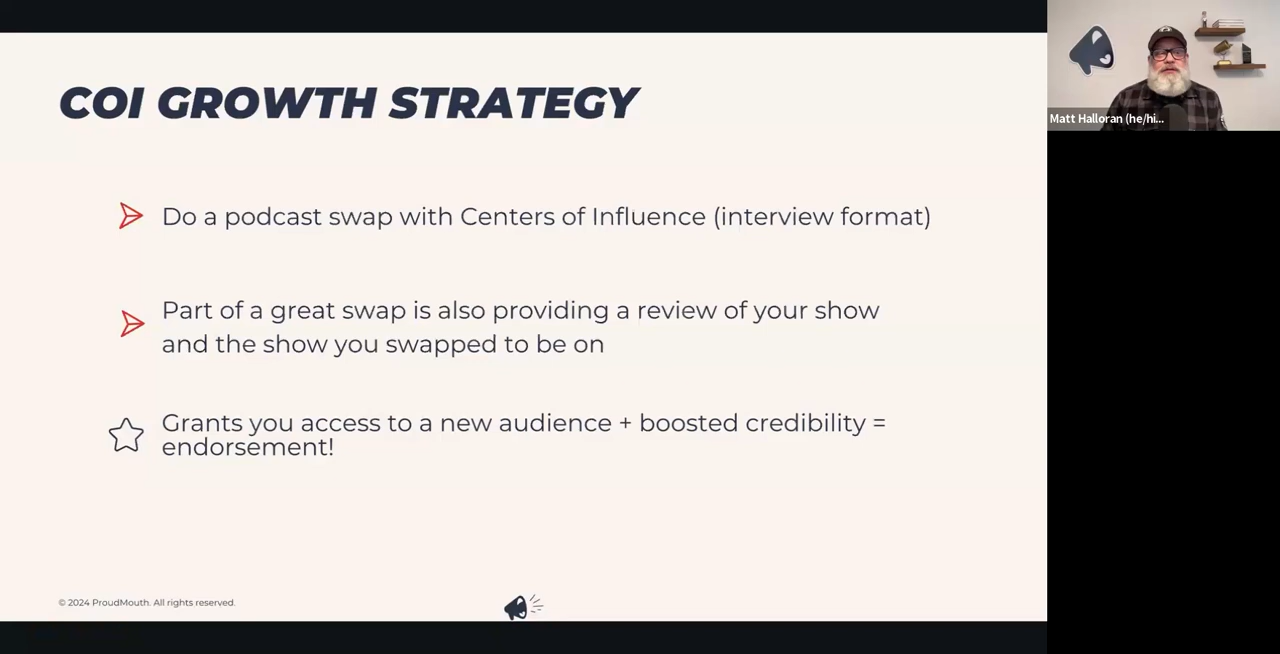 COI GROWTH STRATEGY
Do a podcast swap with Centers of Influence (interview format)
Part of a great swap is also providing a review of your show
and the show you swapped to be on
Grants you access to a new audience + boosted credibility =
endorsement!
© 2024 ProudMouth. All rights reserved.
Matt Halloran (he/hi...